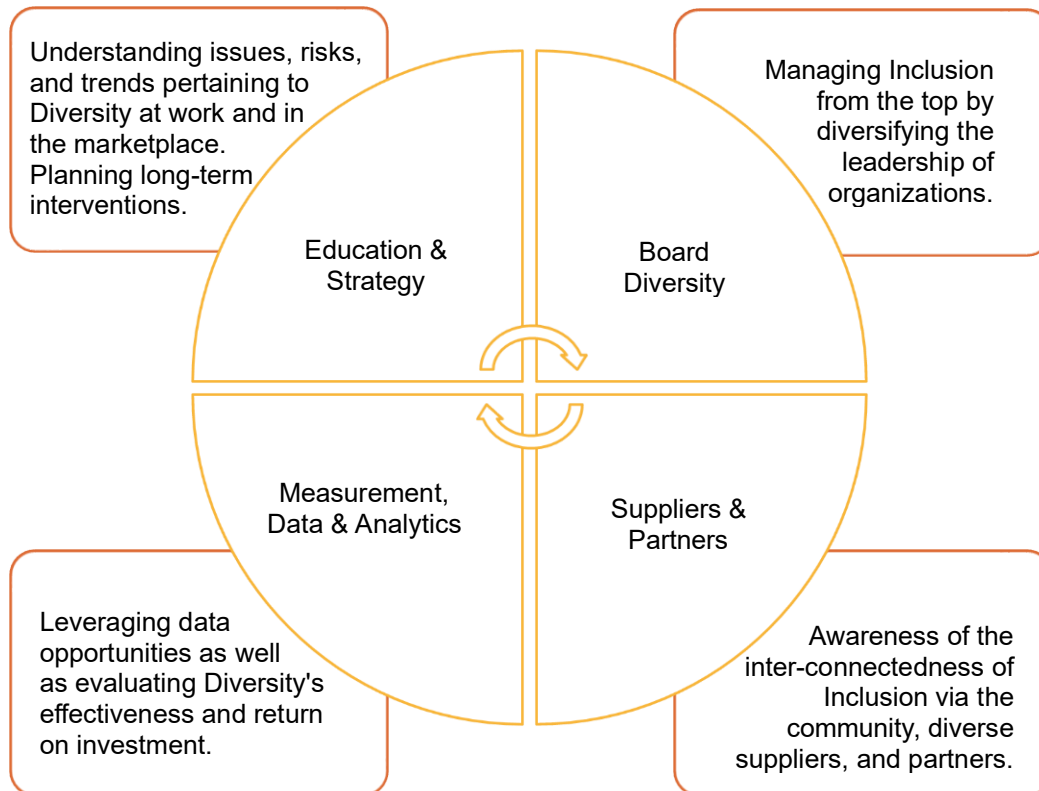 Understanding issues, risks,
and trends pertaining to
Diversity at work and in
the marketplace.
Planning long-term
interventions.
Managing Inclusion
from the top by
diversifying the
leadership of
organizations.
Education &
Strategy
Board
Diversity
Measurement,
Data & Analytics
Suppliers &
Partners
Leveraging data
opportunities as well
as evaluating Diversity's
effectiveness and return
on investment.
Awareness of the
inter-connectedness of
Inclusion via the
community, diverse
suppliers, and partners.